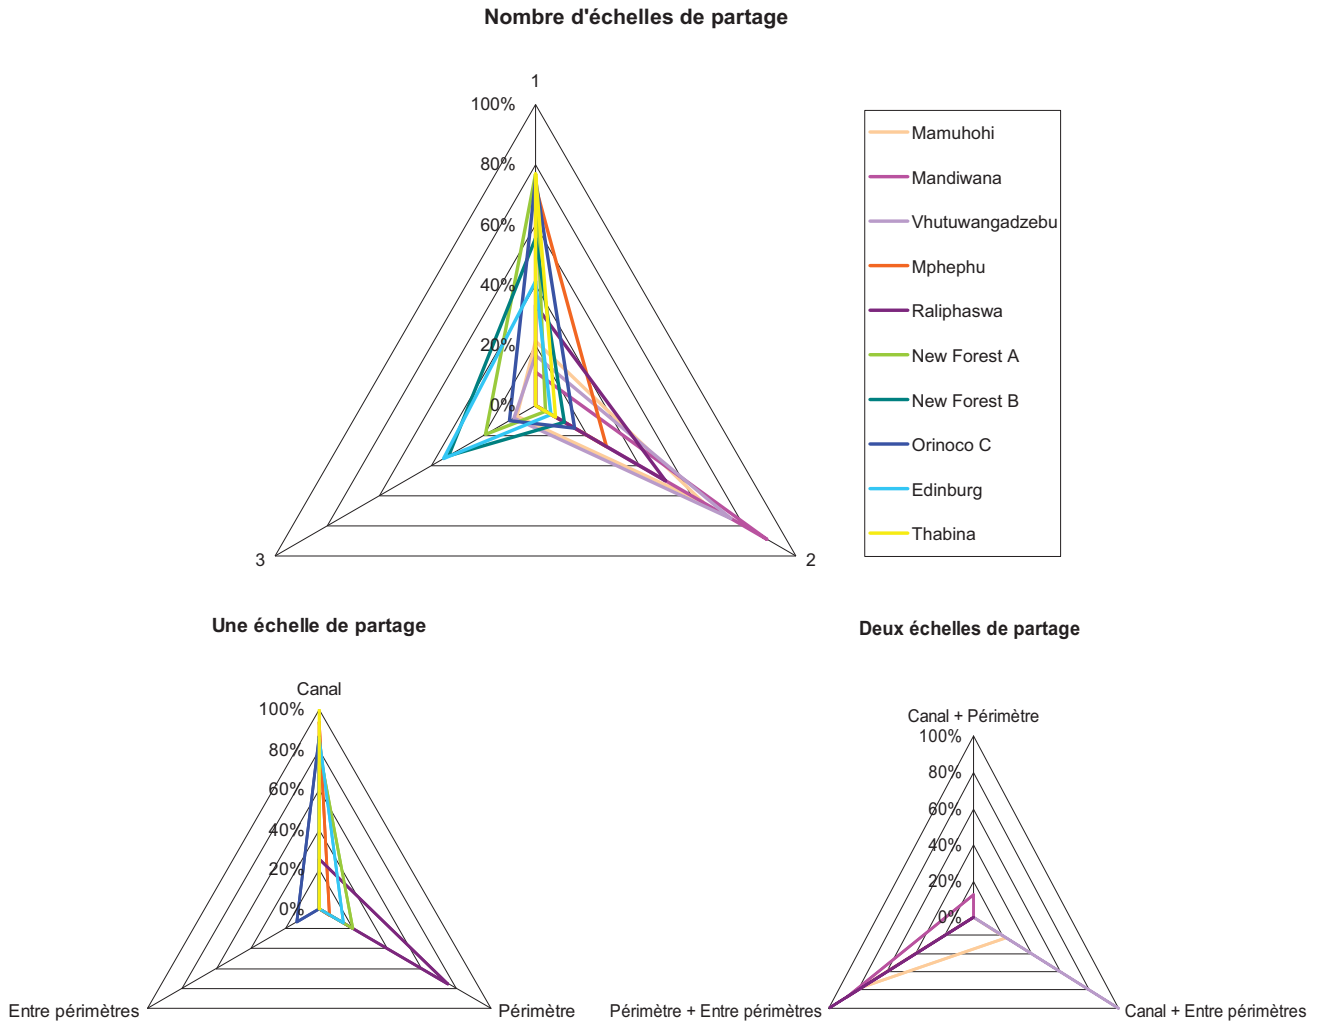 Nombre d'échelles de partage
1
100%
80%
60%
40%
20%
0%
3
2
Mamuhohi
Mandiwana
Vhutuwangadzebu
Mphephu
Raliphaswa
New Forest A
New Forest B
Orinoco C
Edinburg
Thabina
Une échelle de partage
Canal
100%
80%
60%
40%
20%
0%
Entre périmètres
Périmètre
Deux échelles de partage
Canal + Périmètre
100%
80%
60%
40%
20%
0%
Périmètre + Entre périmètres
Canal + Entre périmètres